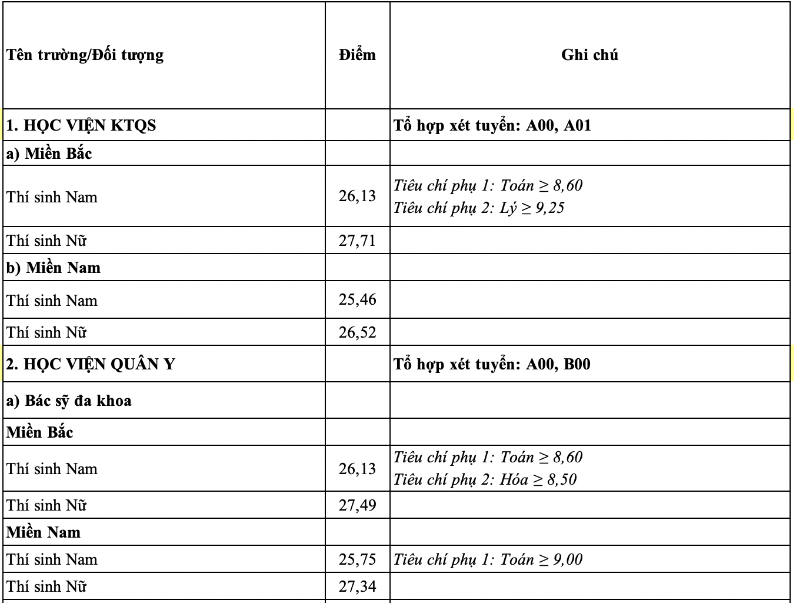 Tên trường/Đối tượng Điểm Ghi chú
1. HỌC VIỆN KTQS Tổ hợp xét tuyển: A00, A01
a) Miền Bắc
Thí sinh Nam 26,13 Tiêu chí phụ 1: Toán ≥ 8,60
Tiêu chí phụ 2: Lý ≥ 9,25
Thí sinh Nữ 27,71
b) Miền Nam
Thí sinh Nam 25,46
Thí sinh Nữ 26,52
2. HỌC VIỆN QUÂN Y Tổ hợp xét tuyển: A00, B00
a) Bác sỹ đa khoa
Miền Bắc
Thí sinh Nam 26,13 Tiêu chí phụ 1: Toán ≥ 8,60
Tiêu chí phụ 2: Hóa ≥ 8,50
Thí sinh Nữ 27,49
Miền Nam
Thí sinh Nam 25,75 Tiêu chí phụ 1: Toán ≥ 9,00
Thí sinh Nữ 27,34